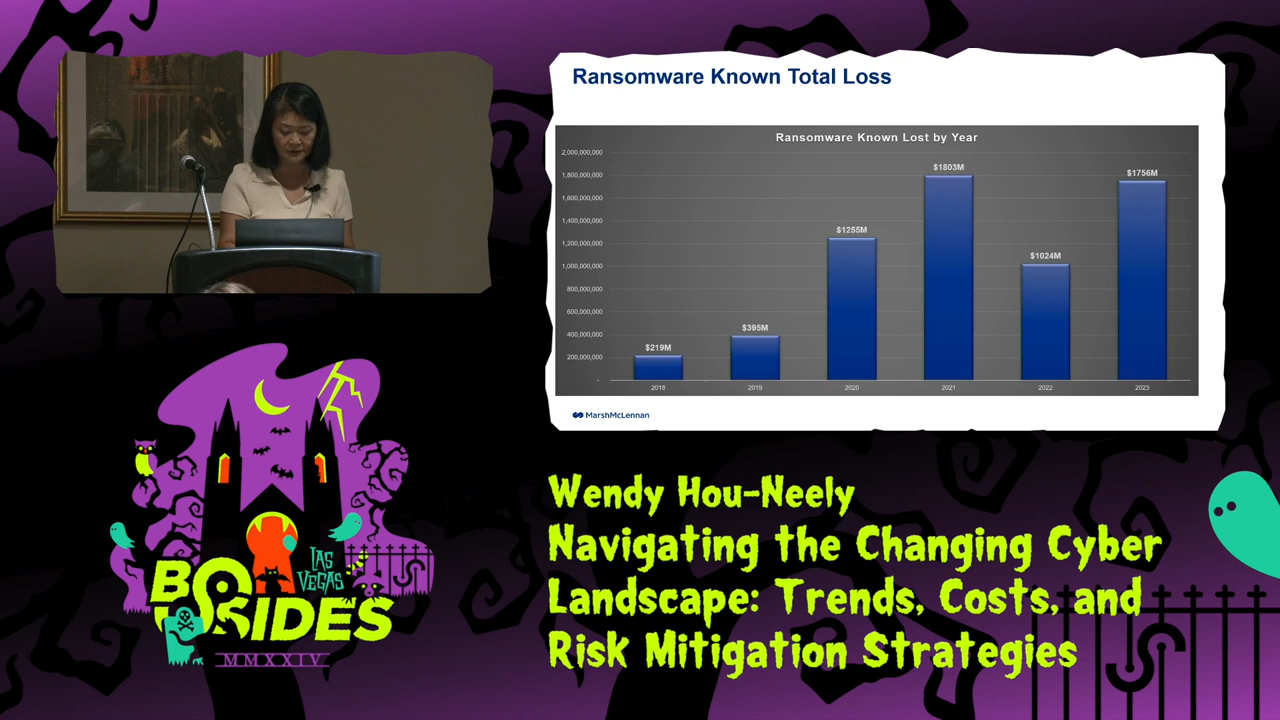 Ransomware Known Total Loss
Ransomware Known Lost by Year
2,000,000,000
1,800,000,000
1,600,000,000
1,400,000,000
1,200,000,000
1,000,000,000
800,000,000
600,000,000
400,000,000
200,000,000
-
$219M
$395M
$1255M
$1803M
$1024M
$1756M
2018 2019 2020 2021 2022 2023
MarshMcLennan
LAS
VEGAS
BSIDES
MMXXIV
Wendy Hou-Neely
Navigating the Changing Cyber
Landscape: Trends, Costs, and
Risk Mitigation Strategies